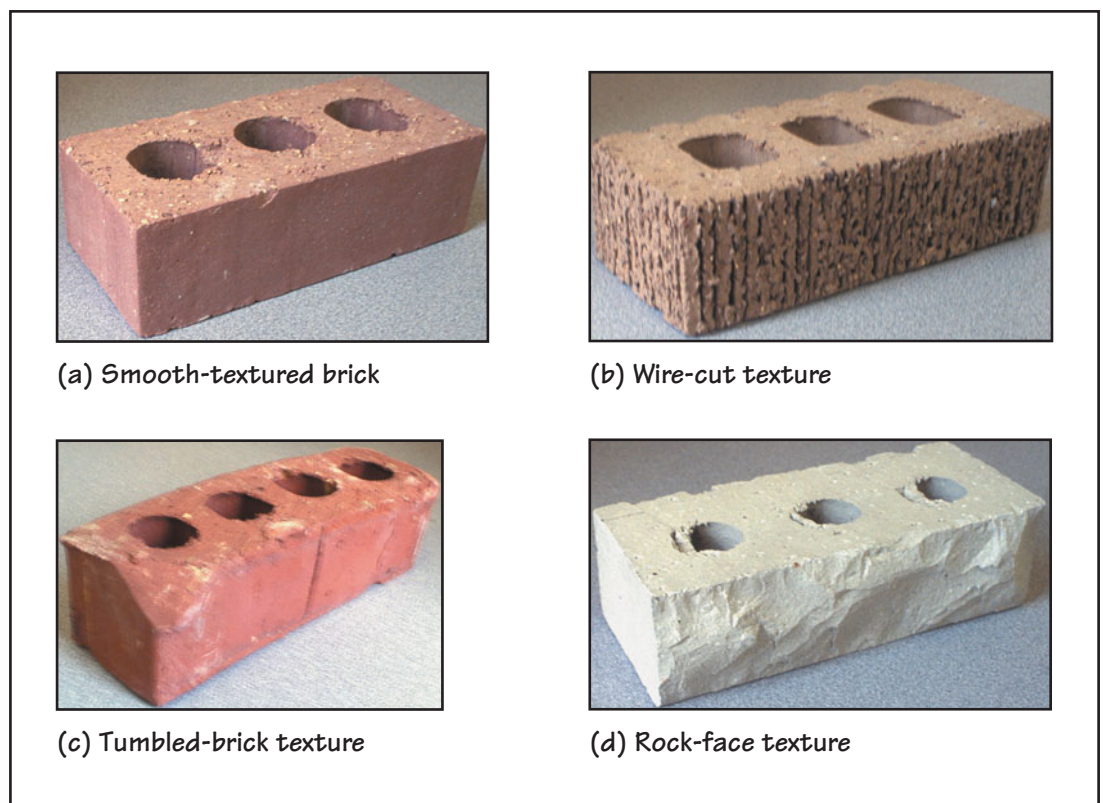 (a) Smooth-textured brick
(b) Wire-cut texture
(c) Tumbled-brick texture
(d) Rock-face texture